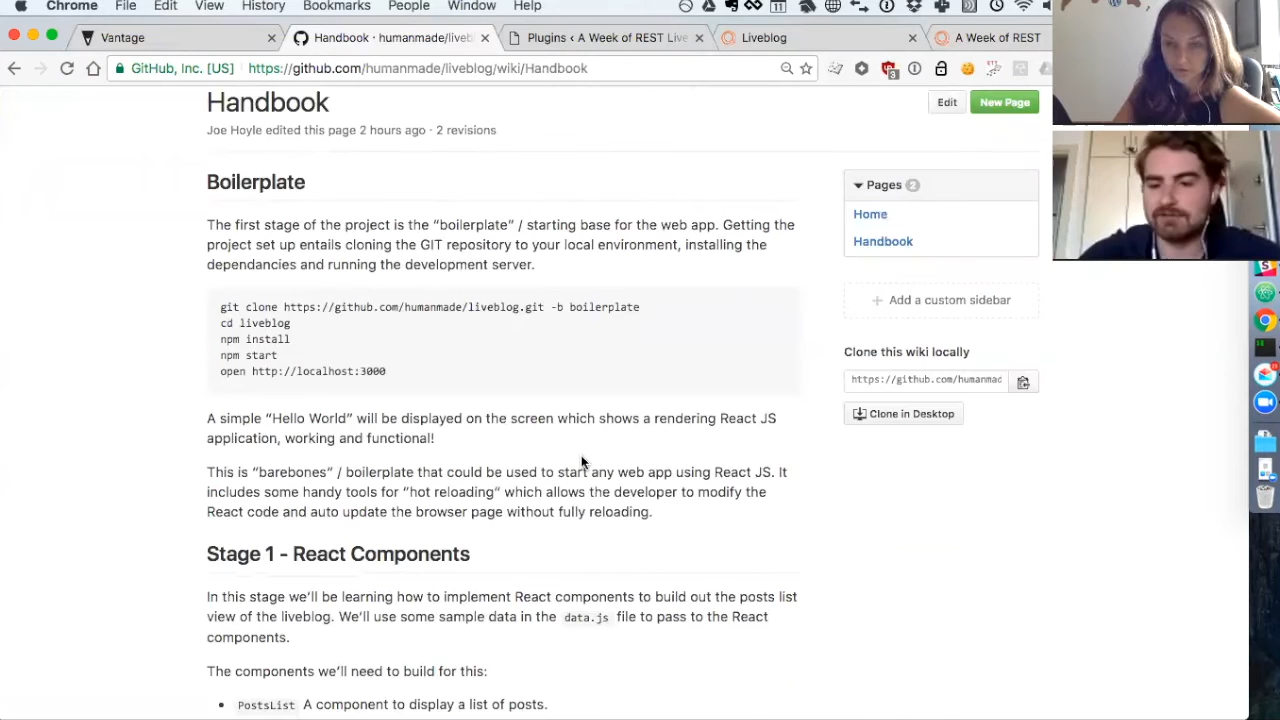 Chrome File Edit View History Bookmarks People Window Help
Vantage
Handbook · humanmade/liveb
Plugins ‹ A Week of REST Live
Liveblog
A Week of REST
GitHub, Inc. [US] https://github.com/humanmade/liveblog/wiki/Handbook
Handbook
Edit
New Page
Joe Hoyle edited this page 2 hours ago · 2 revisions
Boilerplate
The first stage of the project is the “boilerplate” / starting base for the web app. Getting the
project set up entails cloning the GIT repository to your local environment, installing the
dependancies and running the development server.
git clone https://github.com/humanmade/liveblog.git -b boilerplate
cd liveblog
npm install
npm start
open http://localhost:3000
A simple “Hello World” will be displayed on the screen which shows a rendering React JS
application, working and functional!
This is “barebones” / boilerplate that could be used to start any web app using React JS. It
includes some handy tools for “hot reloading” which allows the developer to modify the
React code and auto update the browser page without fully reloading.
Stage 1 - React Components
In this stage we’ll be learning how to implement React components to build out the posts list
view of the liveblog. We’ll use some sample data in the data.js file to pass to the React
components.
The components we’ll need to build for this:
• PostsList A component to display a list of posts.
Pages 2
Home
Handbook
+ Add a custom sidebar
Clone this wiki locally
https://github.com/humanmad
Clone in Desktop